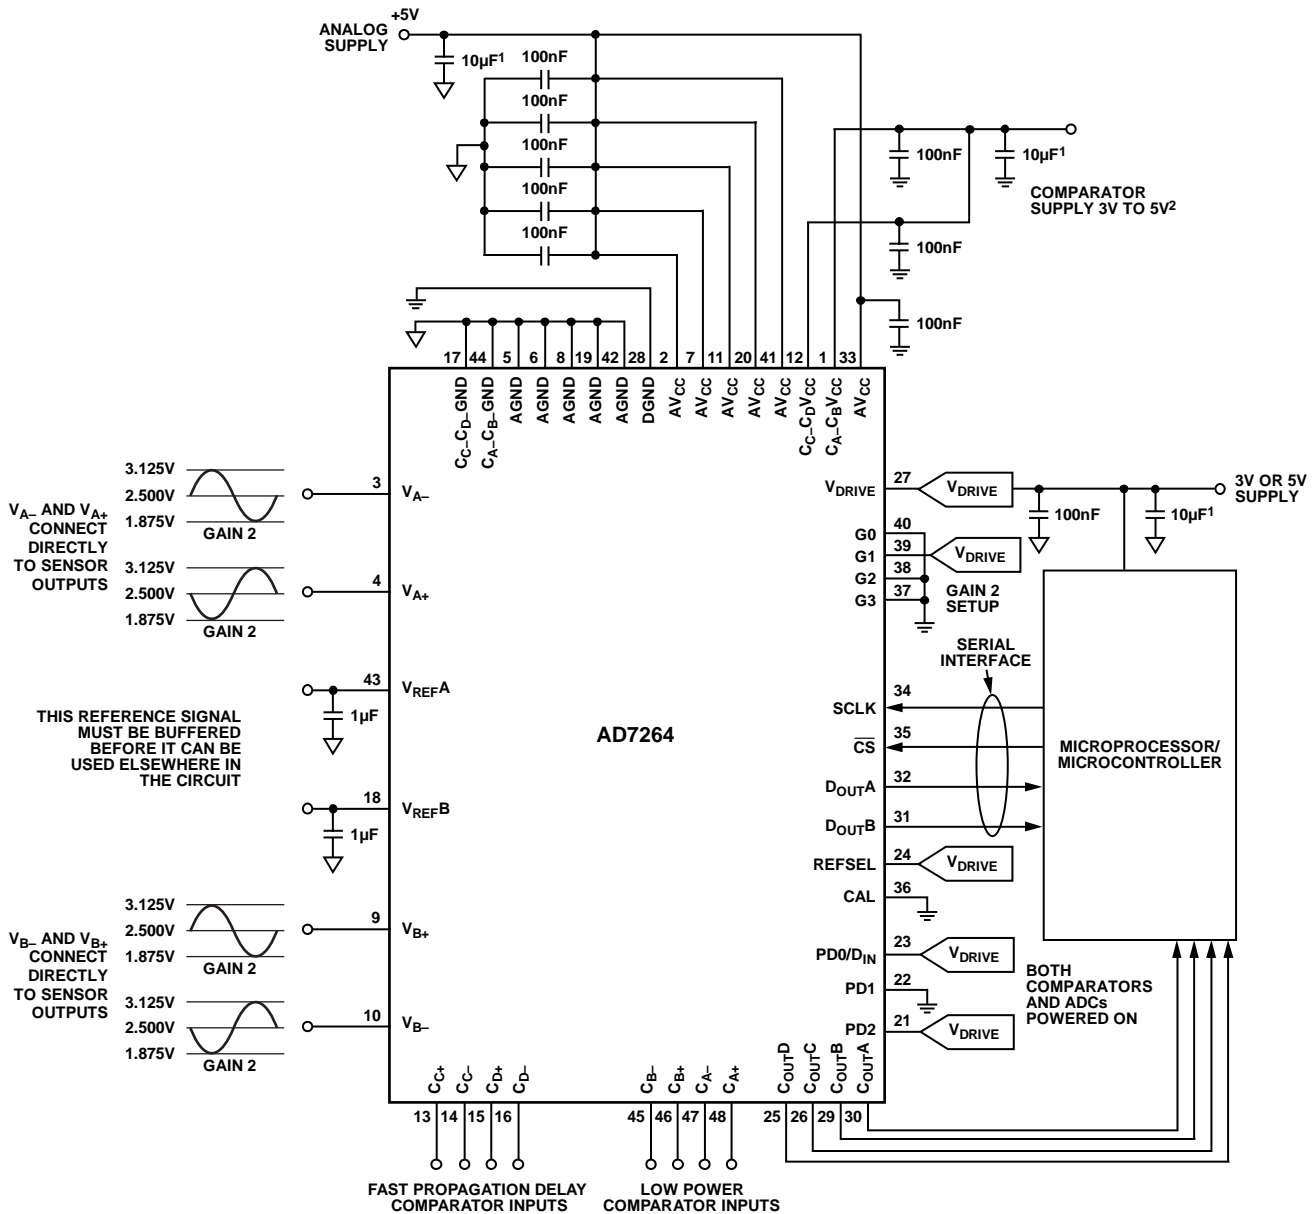 +5V
ANALOG
SUPPLY
10µF1
100nF
100nF
100nF
100nF
100nF
100nF
10µF1
COMPARATOR
SUPPLY 3V TO 5V2
100nF
100nF
17 44 5 6 8 19 42 28 2 7 11 20 41 12 1 33
CC_CD_GND
CA_CB_GND
AGND
AGND
AGND
AGND
AGND
DGND
AVCC
AVCC
AVCC
AVCC
AVCC
CC_CDVCC
CA_CBVCC
AVCC
3.125V
2.500V
1.875V
GAIN 2
3
VA–
VA– AND VA+
CONNECT
DIRECTLY
TO SENSOR
OUTPUTS
3.125V
2.500V
1.875V
GAIN 2
4
VA+
43
VREFA
1µF
THIS REFERENCE SIGNAL
MUST BE BUFFERED
BEFORE IT CAN BE
USED ELSEWHERE IN
THE CIRCUIT
18
VREFB
1µF
AD7264
3.125V
2.500V
1.875V
GAIN 2
9
VB+
VB– AND VB+
CONNECT
DIRECTLY
TO SENSOR
OUTPUTS
3.125V
2.500V
1.875V
GAIN 2
10
VB–
VDRIVE
27
VDRIVE
3V OR 5V
SUPPLY
100nF
10µF1
G0
40
G1
39
VDRIVE
G2
38
G3
37
GAIN 2
SETUP
SERIAL
INTERFACE
SCLK
34
CS
35
DOUTA
32
DOUTB
31
MICROPROCESSOR/
MICROCONTROLLER
REFSEL
24
VDRIVE
CAL
36
PD0/DIN
23
VDRIVE
PD1
22
PD2
21
VDRIVE
BOTH
COMPARATORS
AND ADCs
POWERED ON
CC+
CC–
CD+
CD–
CB–
CB+
CA–
CA+
COUTD
COUTC
COUTB
COUTA
13 14 15 16 45 46 47 48 25 26 29 30
FAST PROPAGATION DELAY
COMPARATOR INPUTS
LOW POWER
COMPARATOR INPUTS